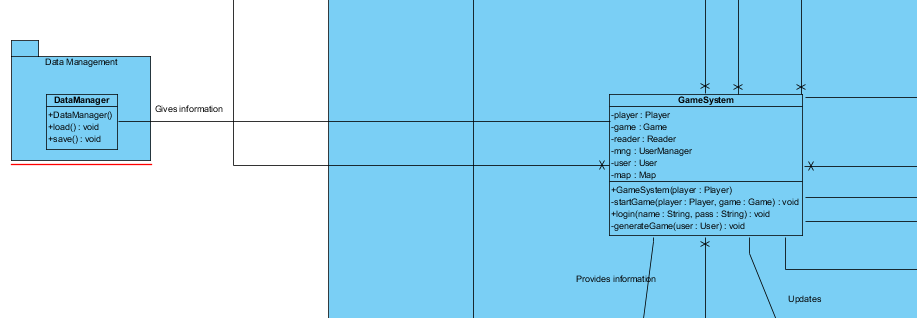 Data Management
DataManager
+DataManager()
+load() : void
+save() : void
Gives information
GameSystem
-player : Player
-game : Game
-reader : Reader
-mng : UserManager
-user : User
-map : Map
+GameSystem(player : Player)
-startGame(player : Player, game : Game) : void
+login(name : String, pass : String) : void
-generateGame(user : User) : void
Provides information
Updates